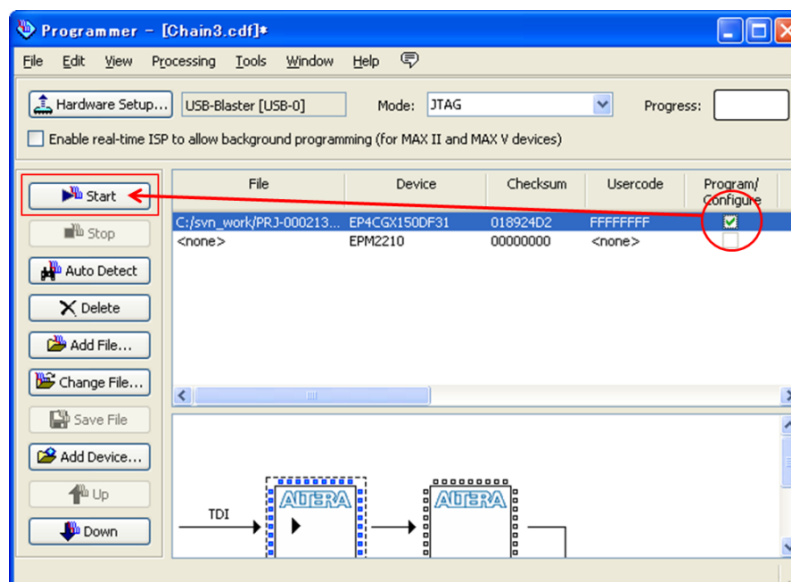 Programmer - [Chain3.cdf]*
File Edit View Processing Tools Window Help
Hardware Setup... USB-Blaster [USB-0] Mode: JTAG Progress:
Enable real-time ISP to allow background programming (for MAX II and MAX V devices)
Start
Stop
Auto Detect
Delete
Add File...
Change File...
Save File
Add Device...
Up
Down
File Device Checksum Usercode Program/
Configure
C:/svn_work/PRJ-000213... EP4CGX150DF31 018924D2 FFFFFFFF
<none> EPM2210 00000000 <none>
TDI
ALTERA
ALTERA